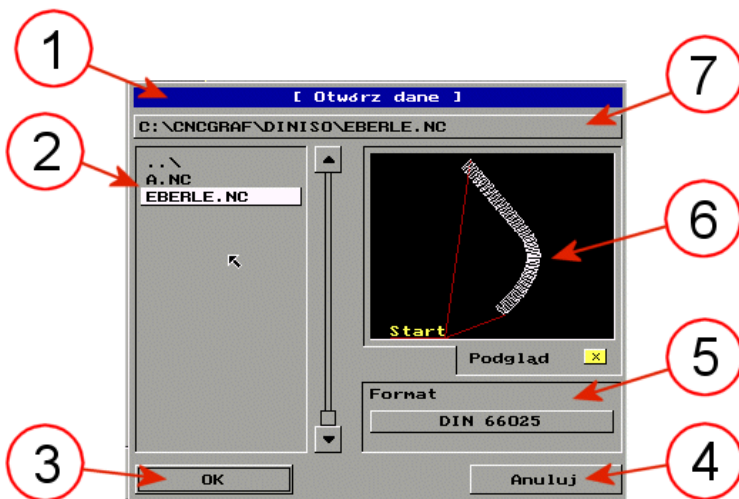 1
[ Otwórz dane ]
7
C:\CNCGRAF\DINISO\EBERLE.NC
2
..\
A.NC
EBERLE.NC
6
Start
Podgląd x
5
Format
DIN 66025
3
OK
Anuluj
4